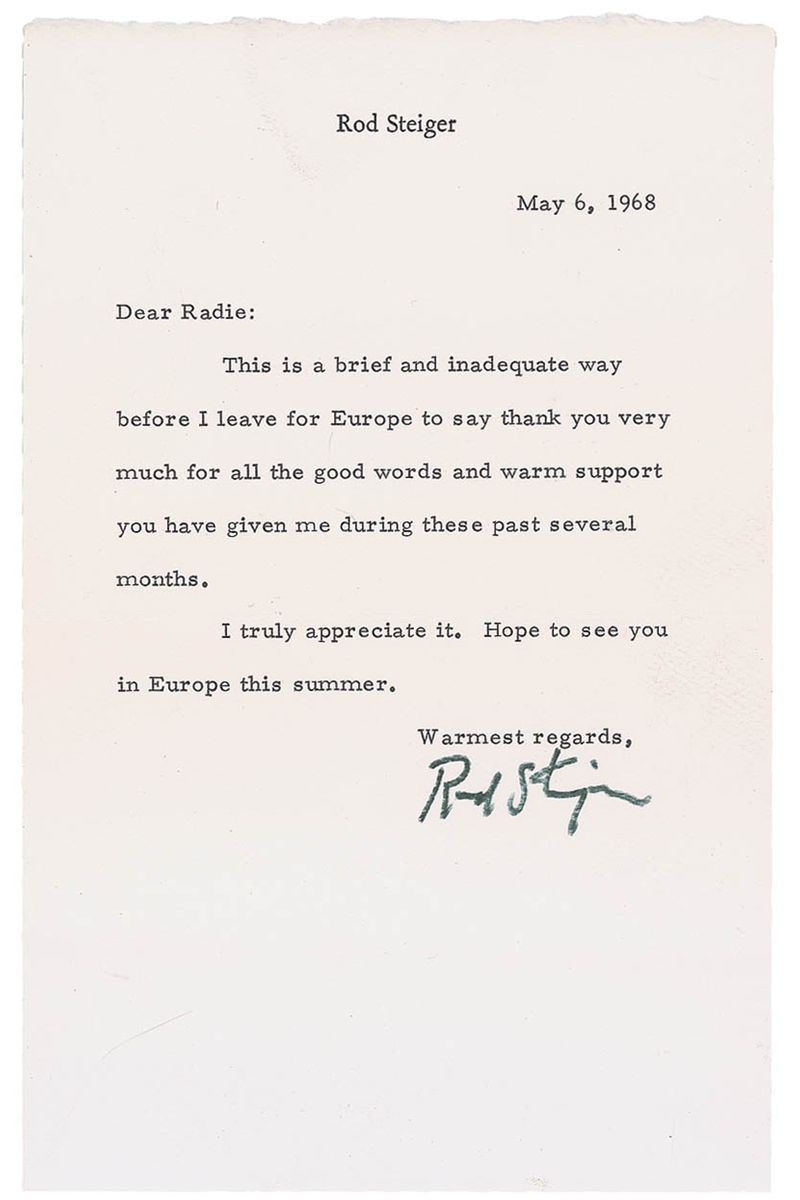 Rod Steiger
May 6, 1968
Dear Radie:
This is a brief and inadequate way
before I leave for Europe to say thank you very
much for all the good words and warm support
you have given me during these past several
months.
I truly appreciate it. Hope to see you
in Europe this summer.
Warmest regards,
Rod Steiger